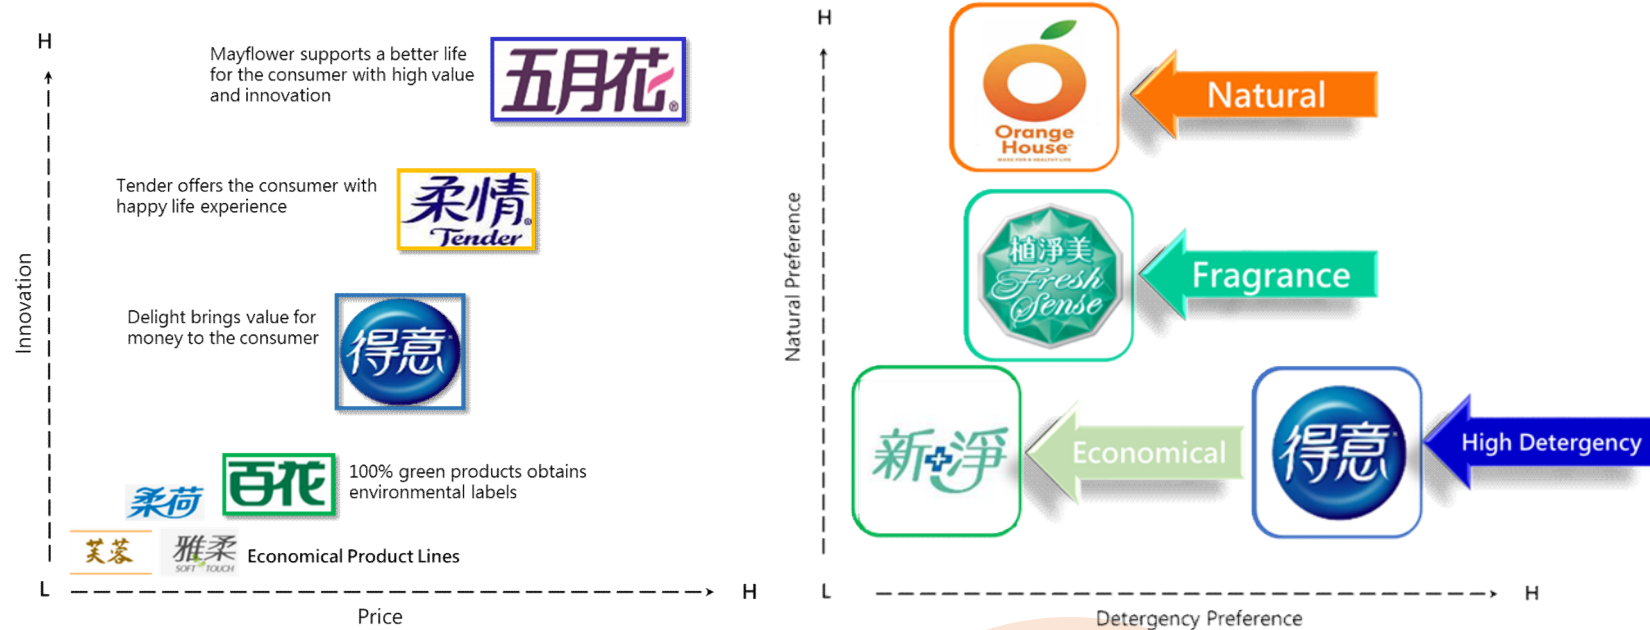 H
Mayflower supports a better life
for the consumer with high value
and innovation
五月花®
Tender offers the consumer with
happy life experience
柔情®
Tender
Innovation
Delight brings value for
money to the consumer
得意
百花
100% green products obtains
environmental labels
柔荷
芙蓉
雅柔
SOFT TOUCH
Economical Product Lines
L
H
Price
H
Orange
House
MADE FOR A HEALTHY LIFE
Natural
Natural Preference
植淨美
Fresh
Sense
Fragrance
新淨
Economical
得意
High Detergency
L
H
Detergency Preference